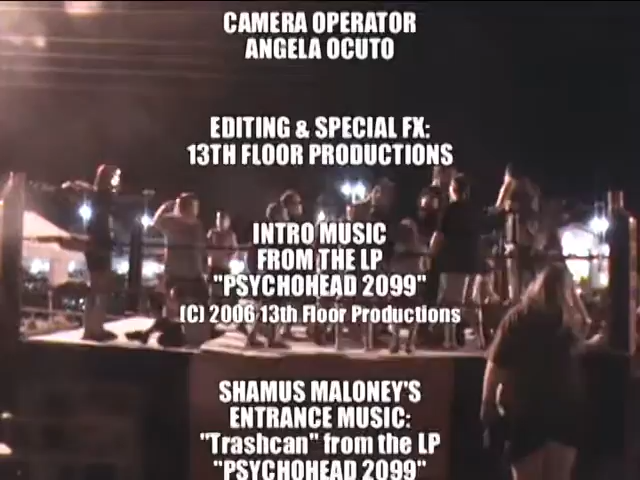 CAMERA OPERATOR
ANGELA OCUTO
EDITING & SPECIAL FX:
13TH FLOOR PRODUCTIONS
INTRO MUSIC
FROM THE LP
"PSYCHOHEAD 2099"
(C) 2006 13th Floor Productions
SHAMUS MALONEY'S
ENTRANCE MUSIC:
"Trashcan" from the LP
"PSYCHOHEAD 2099"